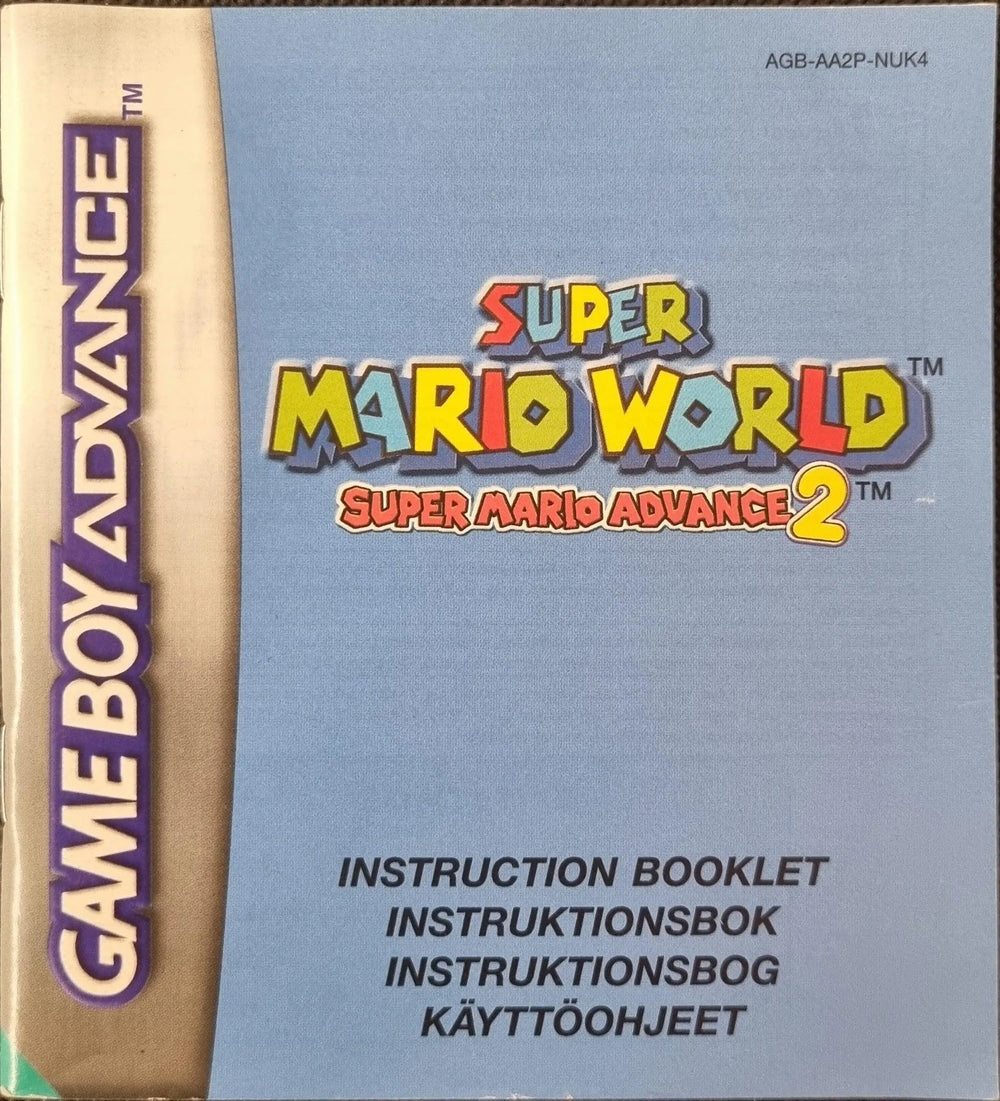 AGB-AA2P-NUK4
GAME BOY ADVANCE™
SUPER
MARIO WORLD™
SUPER MARIO ADVANCE 2™
INSTRUCTION BOOKLET
INSTRUKTIONSBOK
INSTRUKTIONSBOG
KÄYTTÖOHJEET